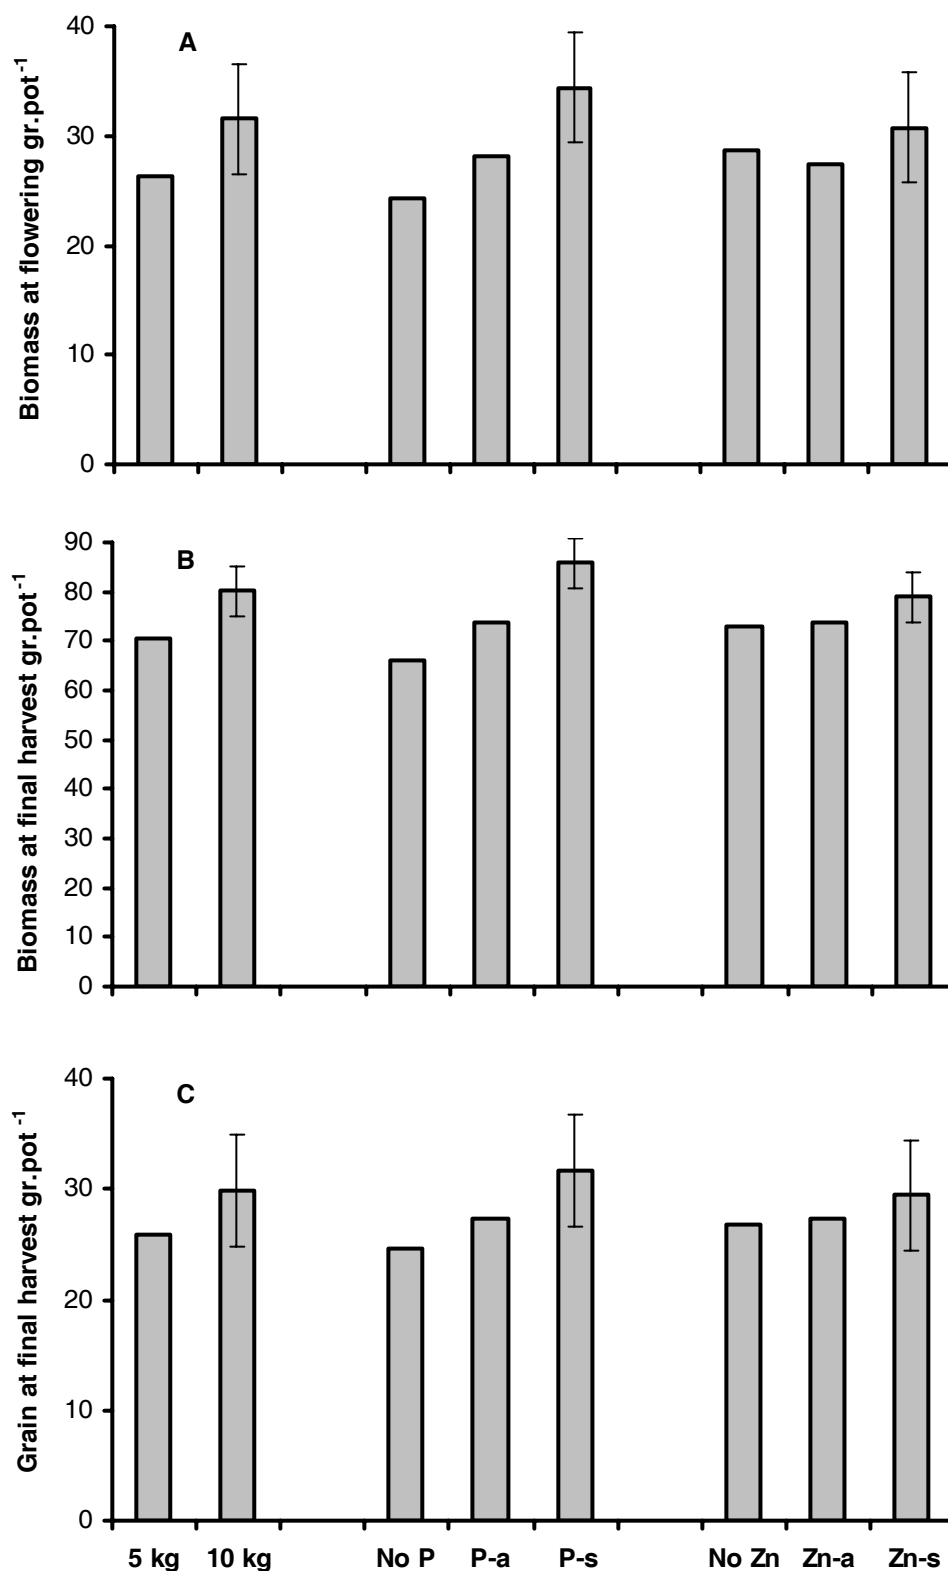 A
Biomass at flowering gr.pot-1
40
30
20
10
0
B
Biomass at final harvest gr.pot-1
90
80
70
60
50
40
30
20
10
0
C
Grain at final harvest gr.pot -1
40
30
20
10
0
5 kg 10 kg No P P-a P-s No Zn Zn-a Zn-s